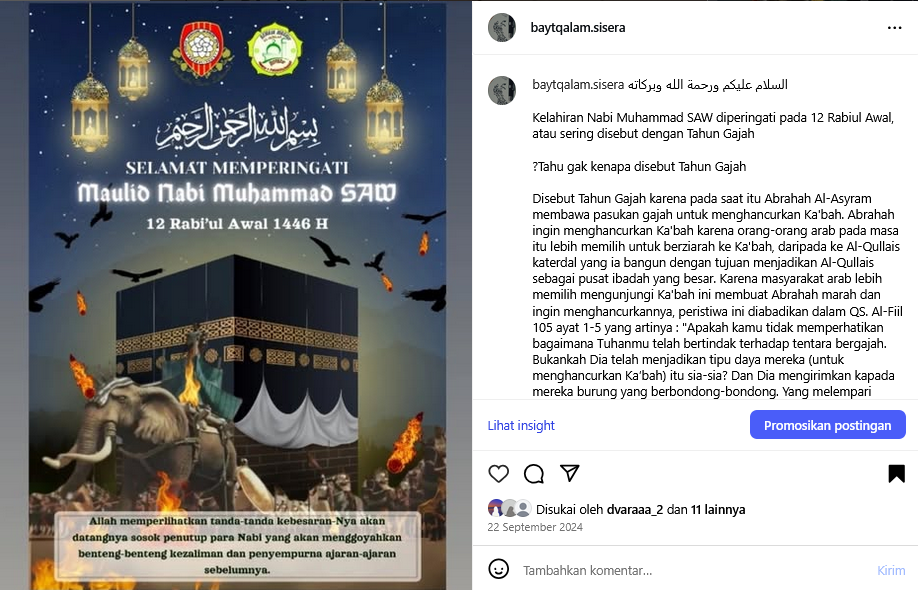 بسم الله الرحمن الرحيم
SELAMAT MEMPERINGATI
Maulid Nabi Muhammad SAW
12 Rabi'ul Awal 1446 H
Allah memperlihatkan tanda-tanda kebesaran-Nya akan
datangnya sosok penutup para Nabi yang akan menggoyahkan
benteng-benteng kezaliman dan penyempurna ajaran-ajaran
sebelumnya.
baytqalam.sisera
baytqalam.sisera السلام عليكم ورحمة الله وبركاته
Kelahiran Nabi Muhammad SAW diperingati pada 12 Rabiul Awal,
atau sering disebut dengan Tahun Gajah
?Tahu gak kenapa disebut Tahun Gajah
Disebut Tahun Gajah karena pada saat itu Abrahah Al-Asyram
membawa pasukan gajah untuk menghancurkan Ka'bah. Abrahah
ingin menghancurkan Ka'bah karena orang-orang arab pada masa
itu lebih memilih untuk berziarah ke Ka'bah, daripada ke Al-Qullais
katerdal yang ia bangun dengan tujuan menjadikan Al-Qullais
sebagai pusat ibadah yang besar. Karena masyarakat arab lebih
memilih mengunjungi Ka'bah ini membuat Abrahah marah dan
ingin menghancurkannya, peristiwa ini diabadikan dalam QS. Al-Fiil
105 ayat 1-5 yang artinya : "Apakah kamu tidak memperhatikan
bagaimana Tuhanmu telah bertindak terhadap tentara bergajah.
Bukankah Dia telah menjadikan tipu daya mereka (untuk
menghancurkan Ka'bah) itu sia-sia? Dan Dia mengirimkan kapada
mereka burung yang berbondong-bondong. Yang melempari
Lihat insight
Promosikan postingan
Disukai oleh dvaraaa_2 dan 11 lainnya
22 September 2024
Tambahkan komentar...
Kirim